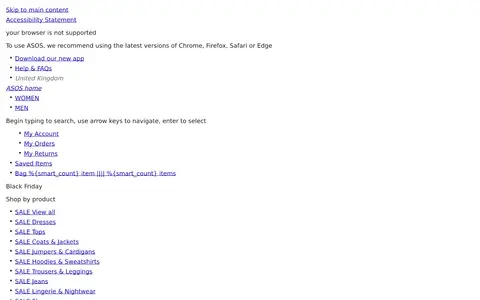 Skip to main content
Accessibility Statement
your browser is not supported
To use ASOS, we recommend using the latest versions of Chrome, Firefox, Safari or Edge
Download our new app
Help & FAQs
United Kingdom
ASOS home
WOMEN
MEN
Begin typing to search, use arrow keys to navigate, enter to select
My Account
My Orders
My Returns
Saved Items
Bag %{smart_count} item |||| %{smart_count} items
Black Friday
Shop by product
SALE View all
SALE Dresses
SALE Tops
SALE Coats & Jackets
SALE Jumpers & Cardigans
SALE Hoodies & Sweatshirts
SALE Trousers & Leggings
SALE Jeans
SALE Lingerie & Nightwear